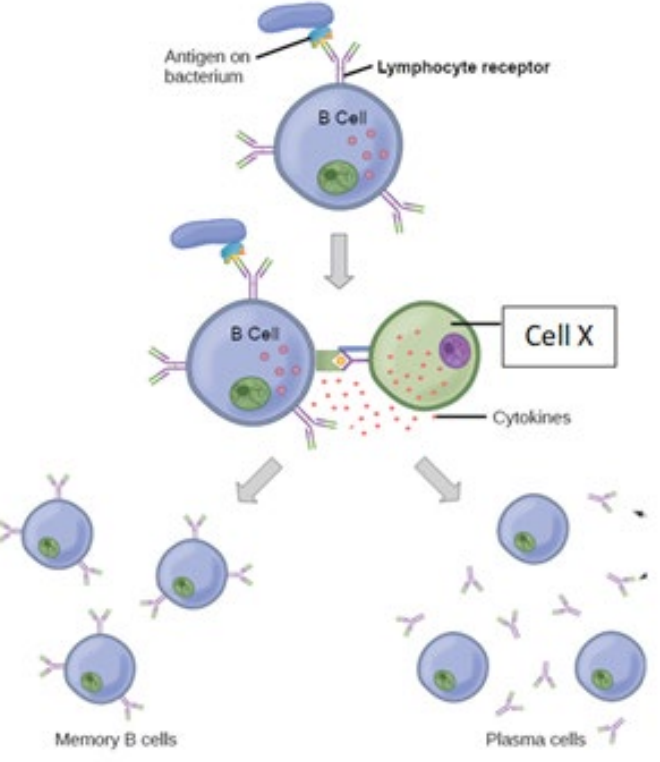 Antigen on
bacterium
Lymphocyte receptor
B Cell
B Cell
Cell X
Cytokines
Memory B cells
Plasma cells